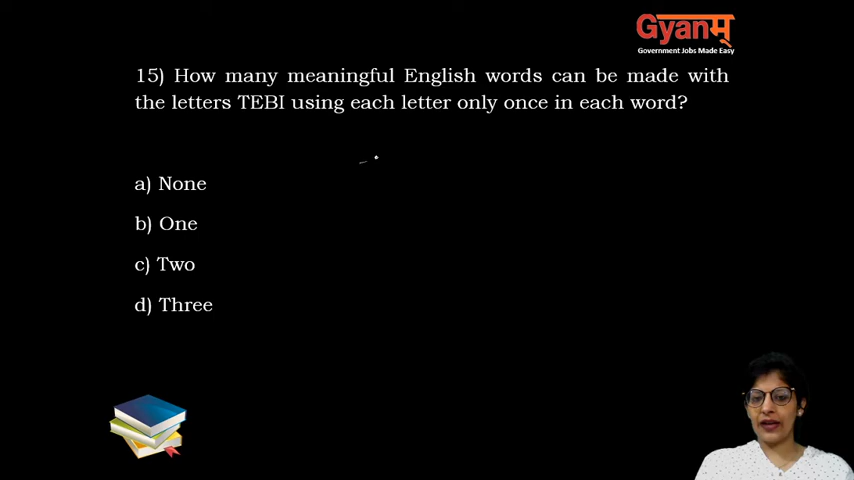 Gyanम्
Government Jobs Made Easy
15) How many meaningful English words can be made with
the letters TEBI using each letter only once in each word?
a) None
b) One
c) Two
d) Three